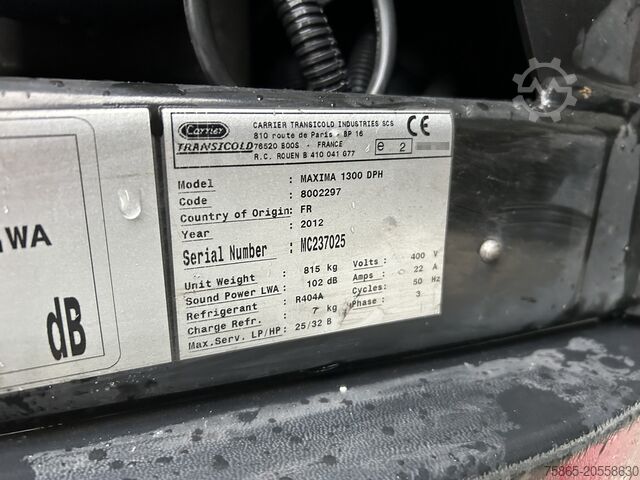 Carrier
TRANSICOLD
CARRIER TRANSICOLD INDUSTRIES SCS
810 route de Paris - BP 16
76520 BOOS - FRANCE
R.C. ROUEN B 410 041 G77
CE
e 2
Model : MAXIMA 1300 DPH
Code : 8002297
Country of Origin: FR
Year : 2012
Serial Number : MC237025
Unit Weight : 815 kg
Sound Power LWA : 102 dB
Refrigerant : R404A
Charge Refr. : 7 kg
Max.Serv. LP/HP: 25/32 B
Volts : 400 V
Amps : 22 A
Cycles: 50 Hz
Phase : 3
WA
dB
75865-20558830